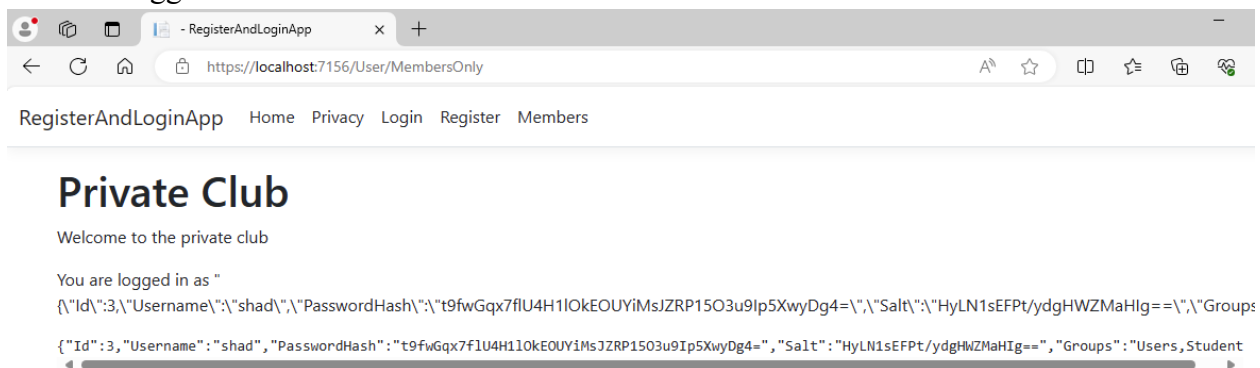 - RegisterAndLoginApp
https://localhost:7156/User/MembersOnly
RegisterAndLoginApp Home Privacy Login Register Members
Private Club
Welcome to the private club
You are logged in as "
{\"Id\":3,\"Username\":\"shad\",\"PasswordHash\":\"t9fwGqx7flU4H1lOkEOUYiMsJZRP15O3u9Ip5XwyDg4=\",\"Salt\":\"HyLN1sEFPt/ydgHWZMaHIg==\",\"Groups
{"Id":3,"Username":"shad","PasswordHash":"t9fwGqx7flU4H1lOkEOUYiMsJZRP15O3u9Ip5XwyDg4=","Salt":"HyLN1sEFPt/ydgHWZMaHIg==","Groups":"Users,Student